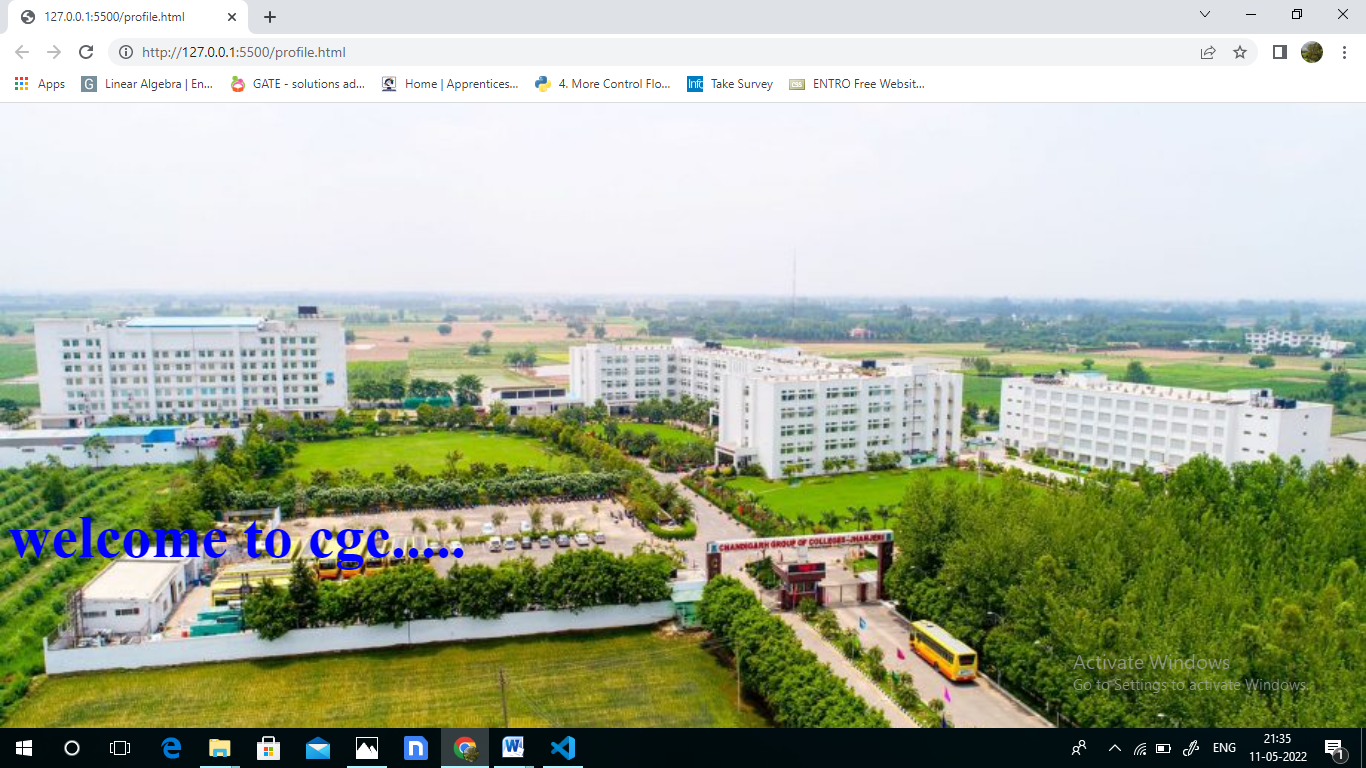 127.0.0.1:5500/profile.html
http://127.0.0.1:5500/profile.html
Apps
Linear Algebra | En...
GATE - solutions ad...
Home | Apprentices...
4. More Control Flo...
Take Survey
ENTRO Free Websit...
welcome to cgc.....
CHANDIGARH GROUP OF COLLEGES-JHANJERI
Activate Windows
Go to Settings to activate Windows.
ENG
21:35
11-05-2022
1